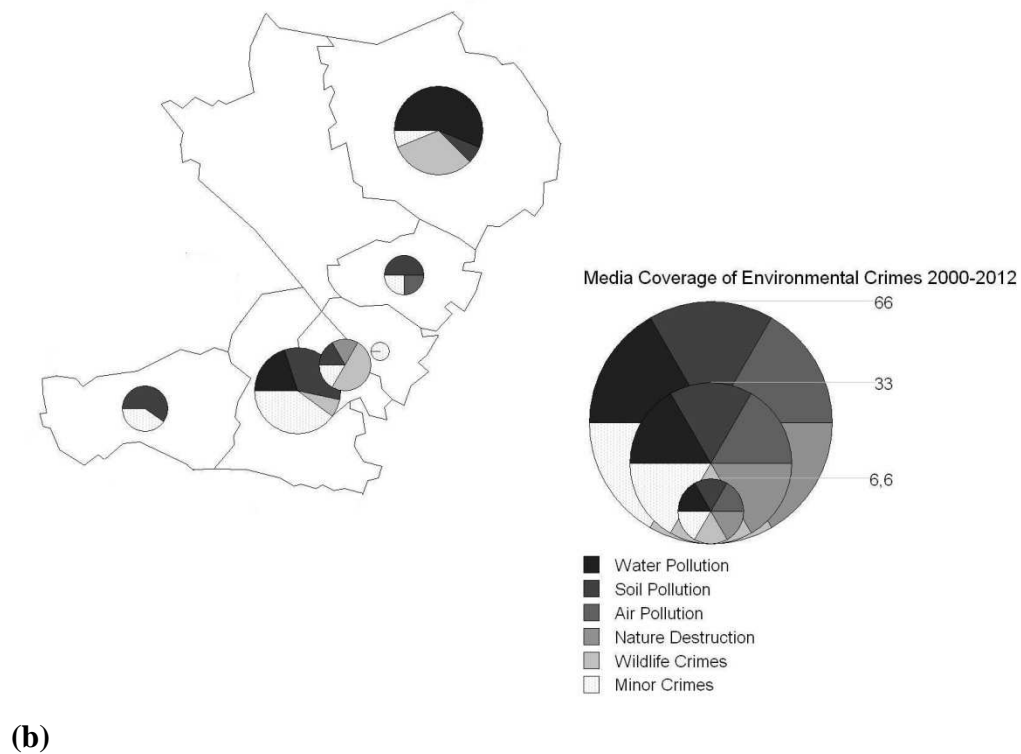 Media Coverage of Environmental Crimes 2000-2012
66
33
6,6
Water Pollution
Soil Pollution
Air Pollution
Nature Destruction
Wildlife Crimes
Minor Crimes
(b)